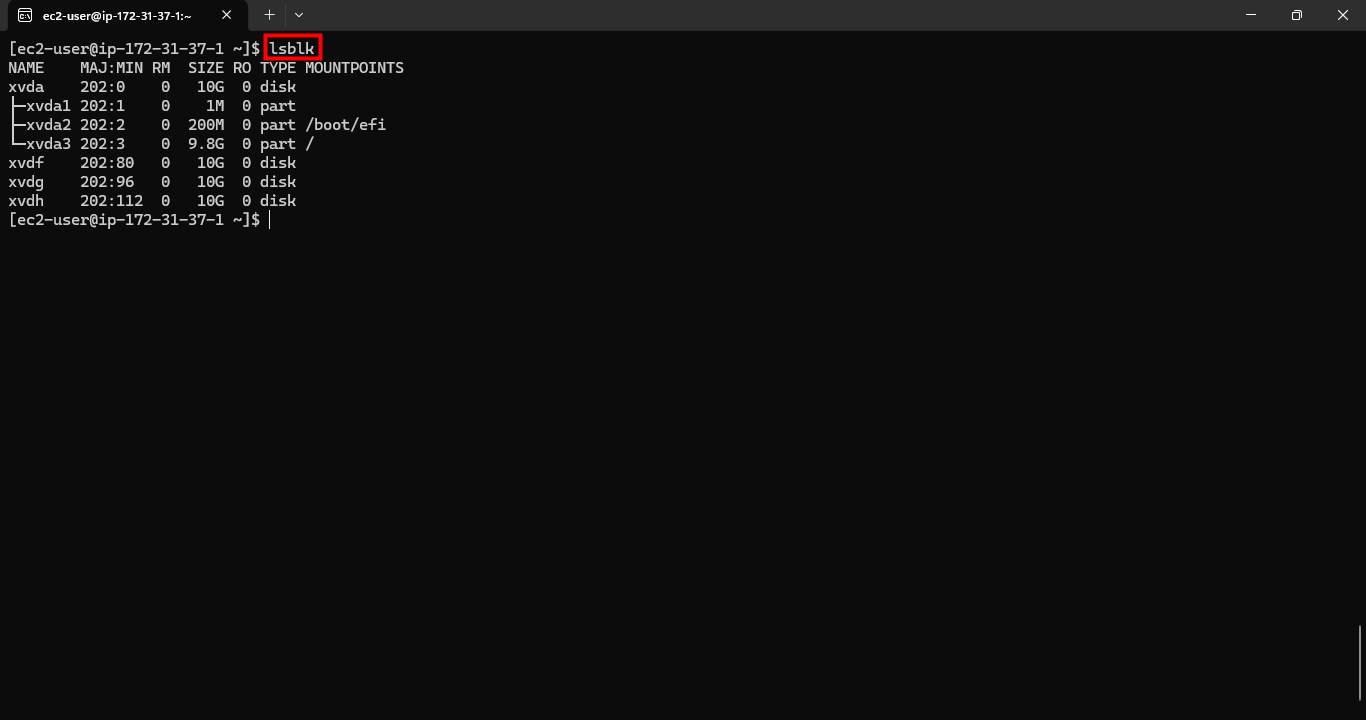 ec2-user@ip-172-31-37-1:~
[ec2-user@ip-172-31-37-1 ~]$ lsblk
NAME    MAJ:MIN RM  SIZE RO TYPE MOUNTPOINTS
xvda    202:0    0   10G  0 disk
├─xvda1 202:1    0    1M  0 part
├─xvda2 202:2    0  200M  0 part /boot/efi
└─xvda3 202:3    0  9.8G  0 part /
xvdf    202:80   0   10G  0 disk
xvdg    202:96   0   10G  0 disk
xvdh    202:112  0   10G  0 disk
[ec2-user@ip-172-31-37-1 ~]$